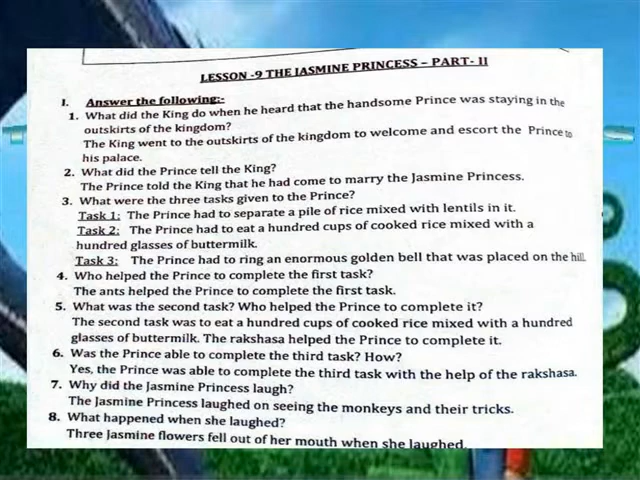 LESSON -9 THE JASMINE PRINCESS – PART- II
I. Answer the following:-
1. What did the King do when he heard that the handsome Prince was staying in the
outskirts of the kingdom?
The King went to the outskirts of the kingdom to welcome and escort the Prince to
his palace.
2. What did the Prince tell the King?
The Prince told the King that he had come to marry the Jasmine Princess.
3. What were the three tasks given to the Prince?
Task 1: The Prince had to separate a pile of rice mixed with lentils in it.
Task 2: The Prince had to eat a hundred cups of cooked rice mixed with a
hundred glasses of buttermilk.
Task 3: The Prince had to ring an enormous golden bell that was placed on the hill.
4. Who helped the Prince to complete the first task?
The ants helped the Prince to complete the first task.
5. What was the second task? Who helped the Prince to complete it?
The second task was to eat a hundred cups of cooked rice mixed with a hundred
glasses of buttermilk. The rakshasa helped the Prince to complete it.
6. Was the Prince able to complete the third task? How?
Yes, the Prince was able to complete the third task with the help of the rakshasa.
7. Why did the Jasmine Princess laugh?
The Jasmine Princess laughed on seeing the monkeys and their tricks.
8. What happened when she laughed?
Three Jasmine flowers fell out of her mouth when she laughed.